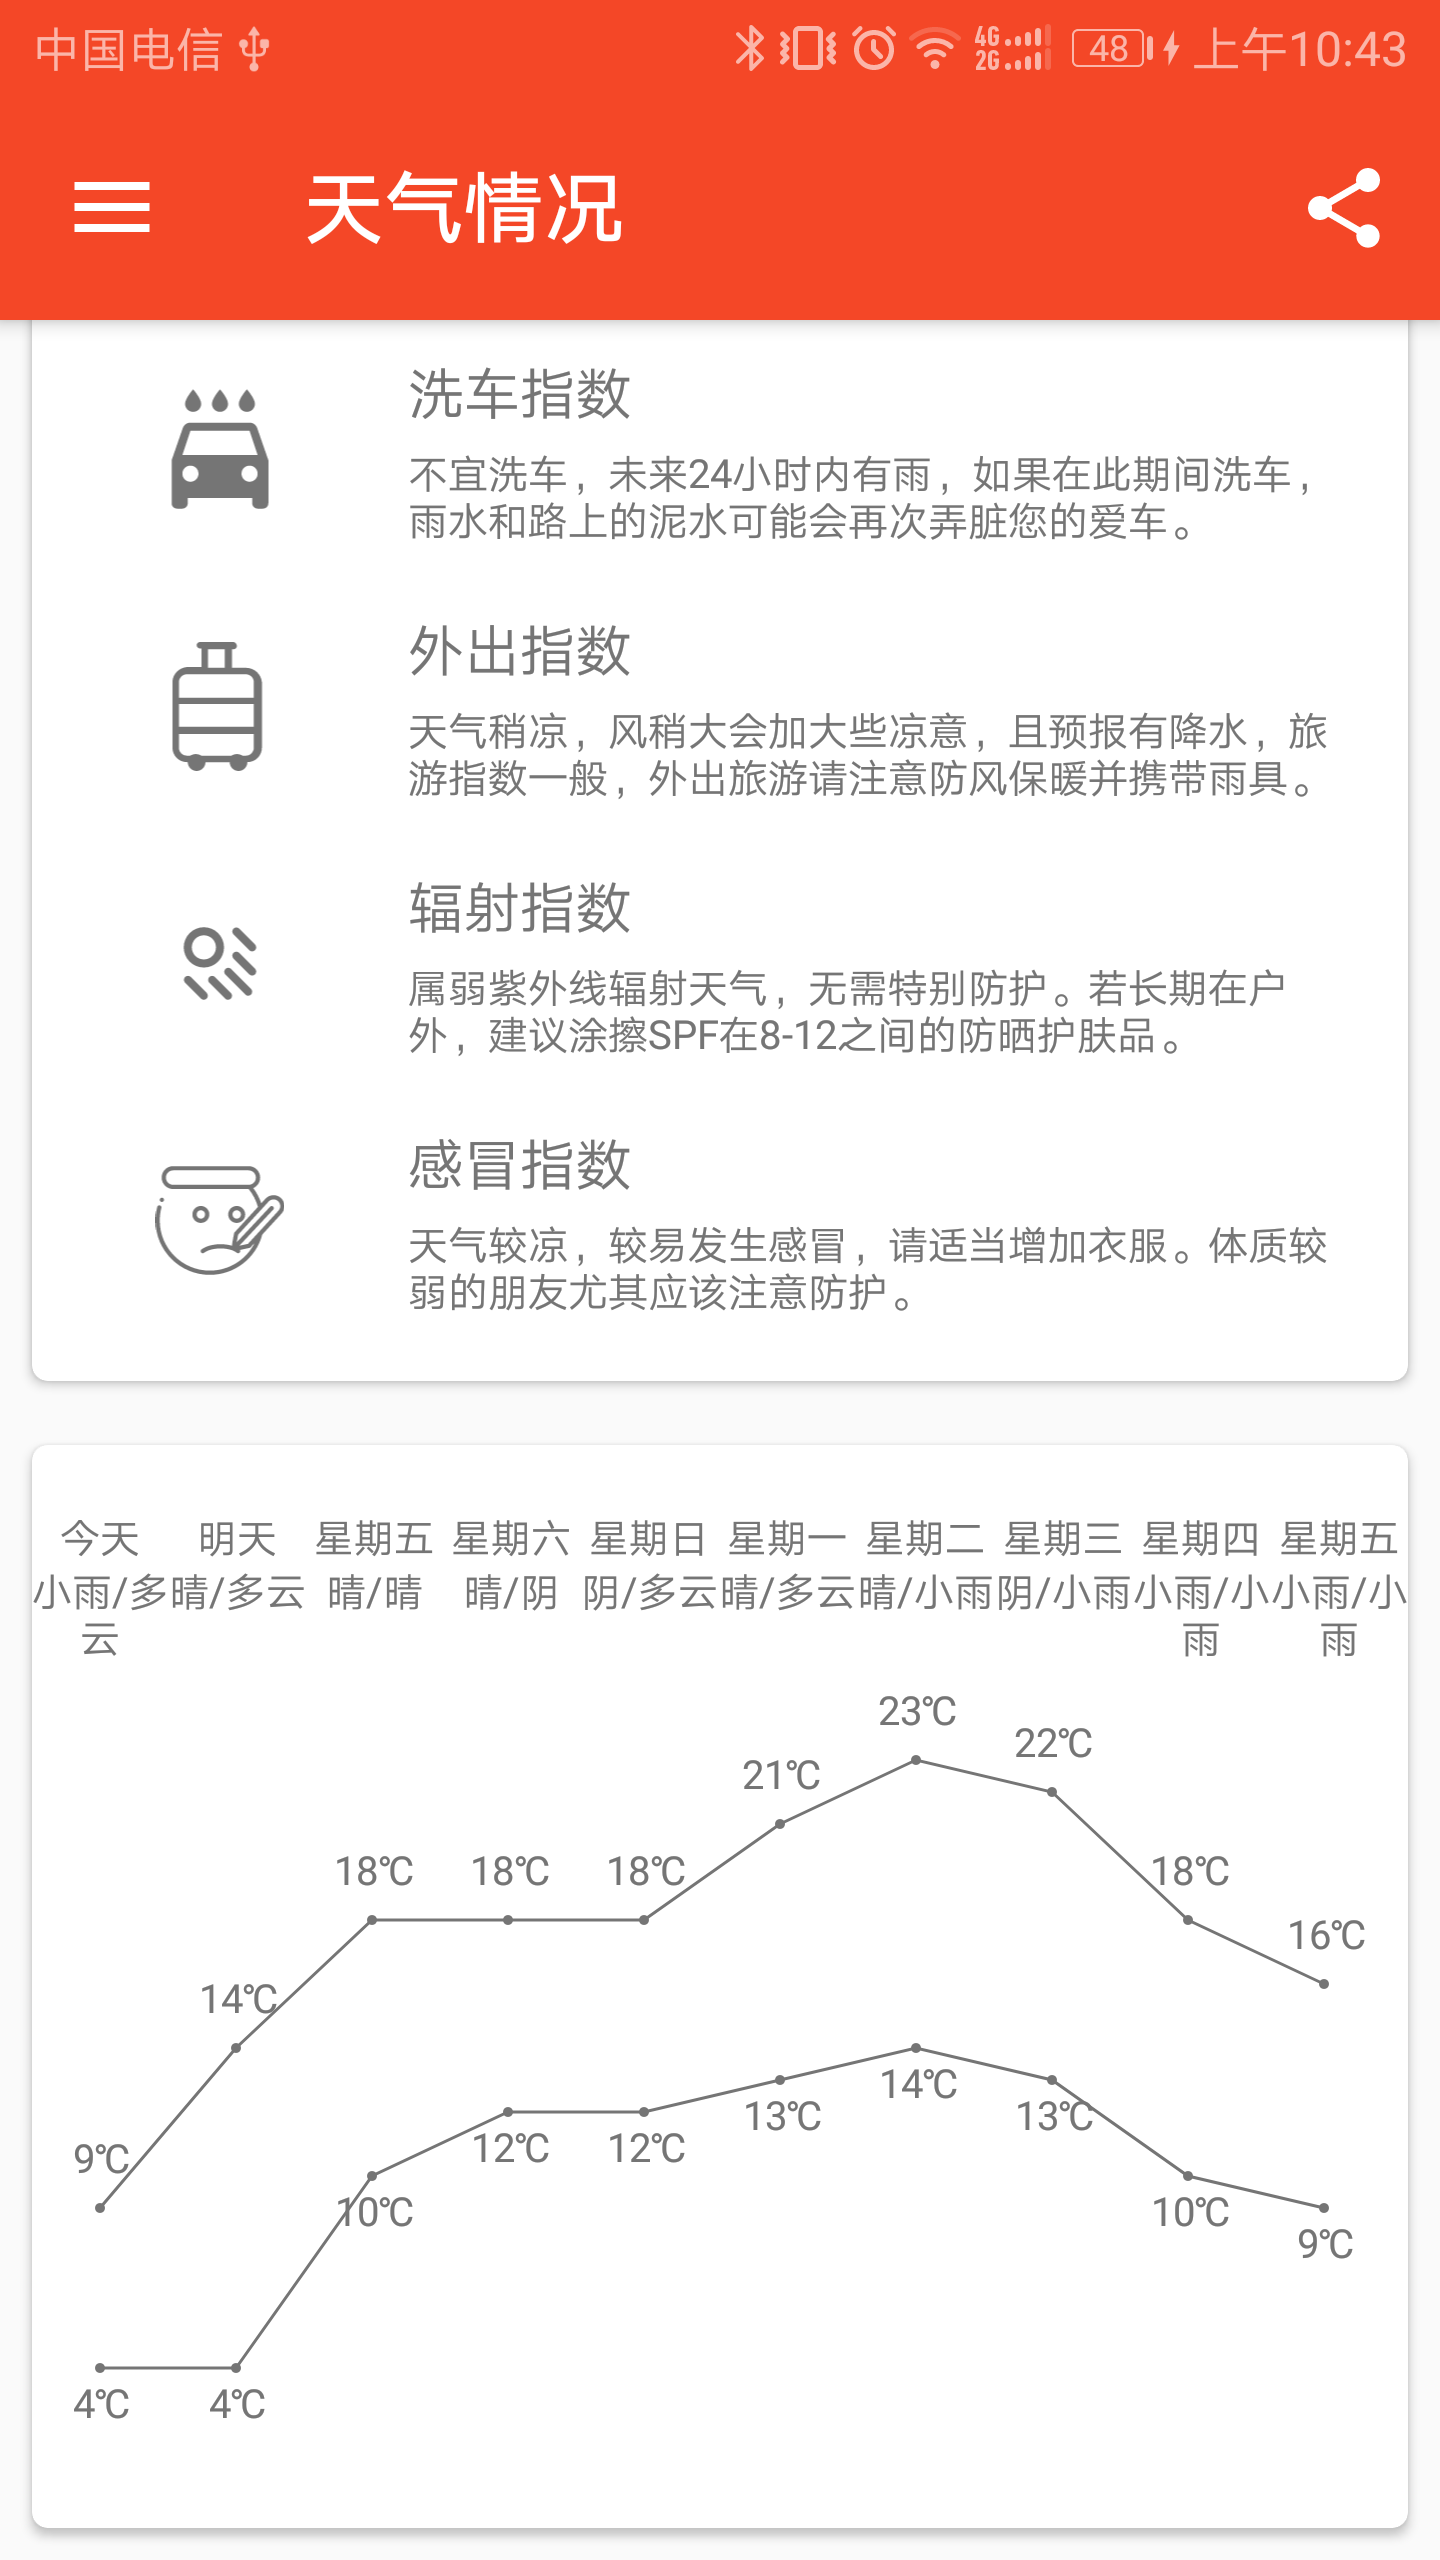 中国电信 4G 2G 48 上午10:43
天气情况
洗车指数
不宜洗车，未来24小时内有雨，如果在此期间洗车，
雨水和路上的泥水可能会再次弄脏您的爱车。
外出指数
天气稍凉，风稍大会加大些凉意，且预报有降水，旅
游指数一般，外出旅游请注意防风保暖并携带雨具。
辐射指数
属弱紫外线辐射天气，无需特别防护。若长期在户
外，建议涂擦SPF在8-12之间的防晒护肤品。
感冒指数
天气较凉，较易发生感冒，请适当增加衣服。体质较
弱的朋友尤其应该注意防护。
今天 明天 星期五 星期六 星期日 星期一 星期二 星期三 星期四 星期五
小雨/多 晴/多云 晴/晴 晴/阴 阴/多云 晴/多云 晴/小雨 阴/小雨 小雨/小 小雨/小
云 雨 雨
23℃
22℃
21℃
18℃ 18℃ 18℃ 18℃
16℃
14℃
14℃
13℃ 13℃
12℃ 12℃
9℃
10℃ 10℃
9℃
4℃ 4℃